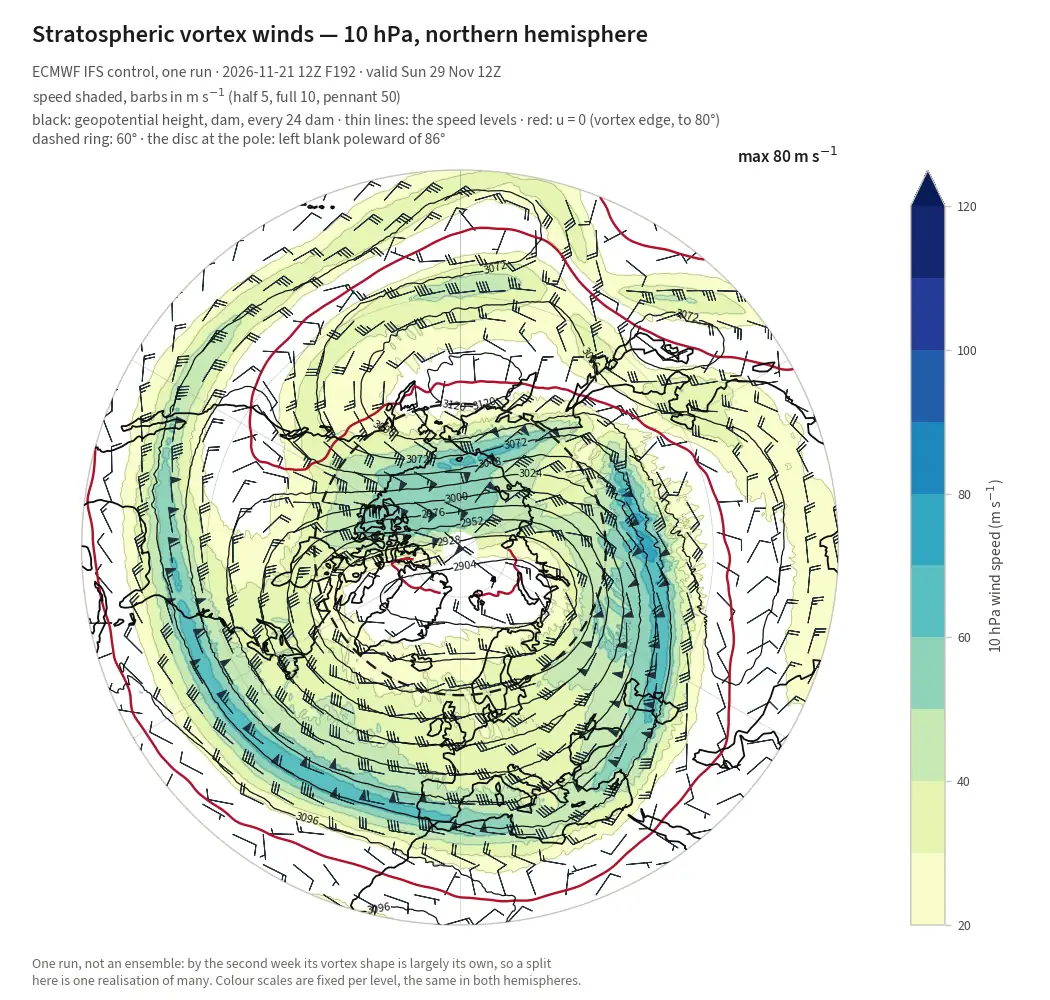 Stratospheric vortex winds — 10 hPa, northern hemisphere
ECMWF IFS control, one run · 2026-11-21 12Z F192 · valid Sun 29 Nov 12Z
speed shaded, barbs in m s⁻¹ (half 5, full 10, pennant 50)
black: geopotential height, dam, every 24 dam · thin lines: the speed levels · red: u = 0 (vortex edge, to 80°)
dashed ring: 60° · the disc at the pole: left blank poleward of 86°
max 80 m s⁻¹
120
100
80
60
40
20
10 hPa wind speed (m s⁻¹)
3072
3072
3120
3120
3072
3072
3048
3024
3000
2976
2952
2928
2904
3096
3096
One run, not an ensemble: by the second week its vortex shape is largely its own, so a split
here is one realisation of many. Colour scales are fixed per level, the same in both hemispheres.